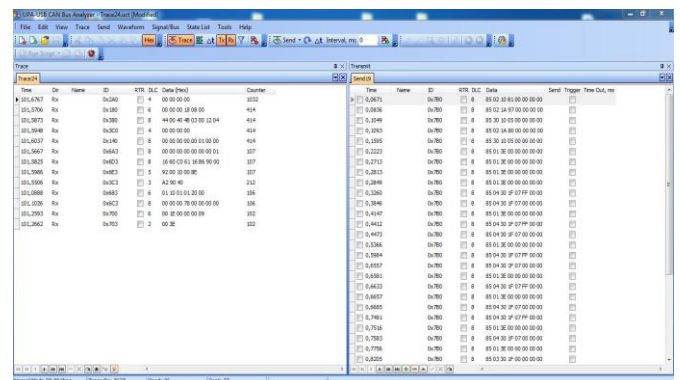 UPA-USB CAN Bus Analyzer - Trace24.uct [Modified]
File Edit View Trace Send Waveform Signal/Bus State List Tools Help
Hex Trace Δt Tx Rx Send Δt Interval, ms: 0
Trace
Trace24
Time Dir Name ID RTR DLC Data (Hex) Counter
101,6767 Rx 0x2A0 4 00 00 00 00 1032
101,5706 Rx 0x180 6 00 00 00 18 08 00 414
101,5873 Rx 0x380 8 44 00 40 4B 03 00 12 04 414
101,5948 Rx 0x3C0 4 00 00 00 00 414
101,6037 Rx 0x140 8 00 00 00 00 00 01 00 00 414
101,5667 Rx 0x6A3 8 00 00 00 00 00 00 00 01 107
101,5825 Rx 0x6D3 8 16 60 C0 61 16 B6 90 00 107
101,5986 Rx 0x6E3 5 92 00 10 00 8E 107
101,5506 Rx 0x3C3 3 A2 90 40 212
101,0888 Rx 0x6B3 6 01 10 01 01 20 00 106
101,1026 Rx 0x6C3 8 00 00 00 78 00 00 00 00 106
101,2593 Rx 0x700 6 00 1E 00 00 00 09 102
101,2662 Rx 0x703 2 00 3E 102
Transmit
Send19
Time Name ID RTR DLC Data Send Trigger Time Out, ms
0,0671 0x7B0 8 85 02 10 81 00 00 00 00
0,0836 0x7B0 8 85 02 1A 97 00 00 00 00
0,1049 0x7B0 8 85 30 10 05 00 00 00 00
0,1093 0x7B0 8 85 02 1A 80 00 00 00 00
0,1595 0x7B0 8 85 30 10 05 00 00 00 00
0,2223 0x7B0 8 85 01 3E 00 00 00 00 00
0,2713 0x7B0 8 85 01 3E 00 00 00 00 00
0,2813 0x7B0 8 85 01 3E 00 00 00 00 00
0,2849 0x7B0 8 85 01 3E 00 00 00 00 00
0,3260 0x7B0 8 85 04 30 1F 07 FF 00 00
0,3846 0x7B0 8 85 04 30 1F 07 00 00 00
0,4147 0x7B0 8 85 01 3E 00 00 00 00 00
0,4412 0x7B0 8 85 04 30 1F 07 FF 00 00
0,4472 0x7B0 8 85 04 30 1F 07 00 00 00
0,5366 0x7B0 8 85 01 3E 00 00 00 00 00
0,5984 0x7B0 8 85 04 30 1F 07 FF 00 00
0,6557 0x7B0 8 85 04 30 1F 07 00 00 00
0,6581 0x7B0 8 85 01 3E 00 00 00 00 00
0,6633 0x7B0 8 85 04 30 1F 07 FF 00 00
0,6657 0x7B0 8 85 01 3E 00 00 00 00 00
0,6685 0x7B0 8 85 04 30 1F 07 00 00 00
0,7491 0x7B0 8 85 04 30 1F 07 FF 00 00
0,7516 0x7B0 8 85 01 3E 00 00 00 00 00
0,7583 0x7B0 8 85 04 30 1F 07 00 00 00
0,7756 0x7B0 8 85 01 3E 00 00 00 00 00
0,8205 0x7B0 8 85 03 30 1F 00 00 00 00